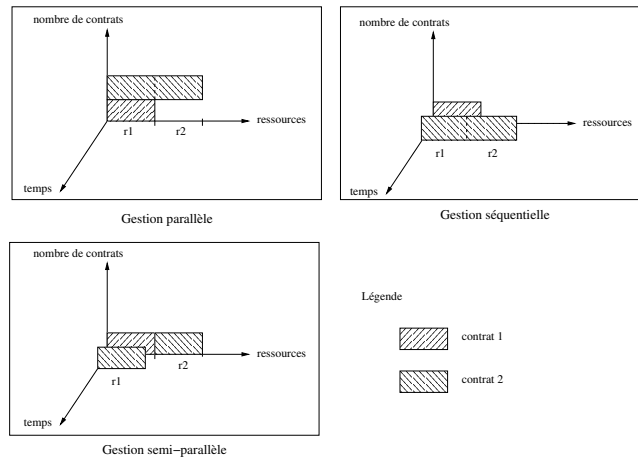 nombre de contrats
ressources
r1 r2
temps
Gestion parallèle
nombre de contrats
ressources
r1 r2
temps
Gestion séquentielle
nombre de contrats
ressources
r1 r2
temps
Gestion semi-parallèle
Légende
contrat 1
contrat 2